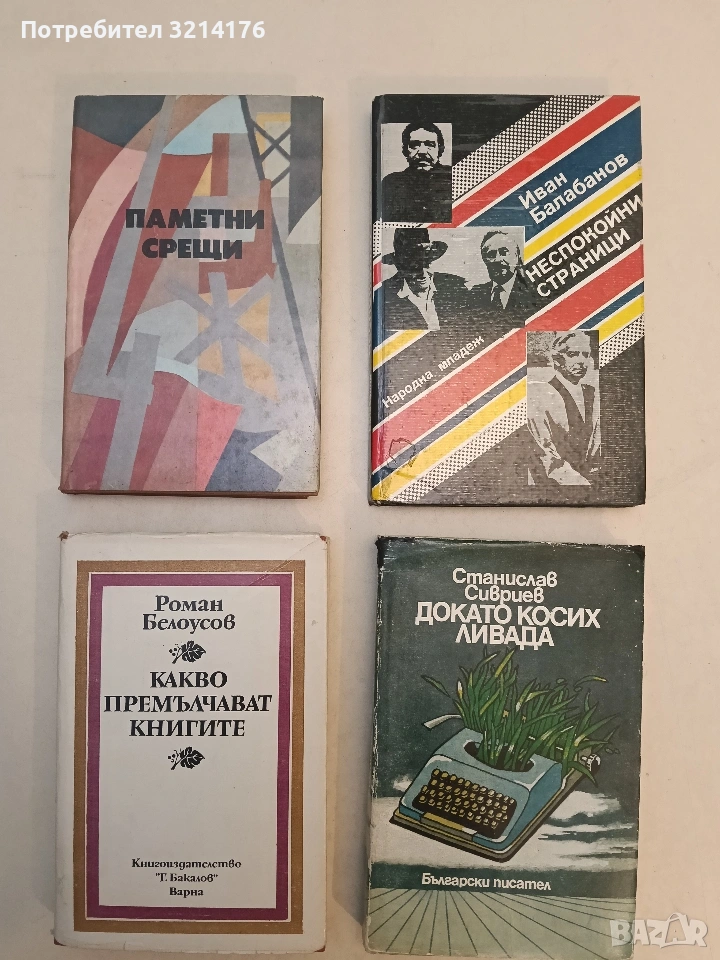 Потребител 3214176
ПАМЕТНИ
СРЕЩИ
Иван
Балабанов
НЕСПОКОЙНИ
СТРАНИЦИ
Народна младеж
Роман
Белоусов
КАКВО
ПРЕМЪЛЧАВАТ
КНИГИТЕ
Книгоиздателство
"Г. Бакалов"
Варна
Станислав
Сивриев
ДОКАТО КОСИХ
ЛИВАДА
Български писател
BAZAR